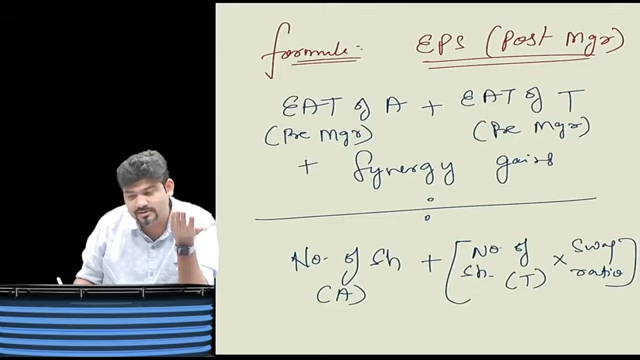 formule:- EPS (Post Mgr)
EAT of A + EAT of T
(Pre Mgr) (Pre Mgr)
+ Synergy gains
÷
No. of Sh + [No. of Sh. (T) × Swap ratio]
(A)